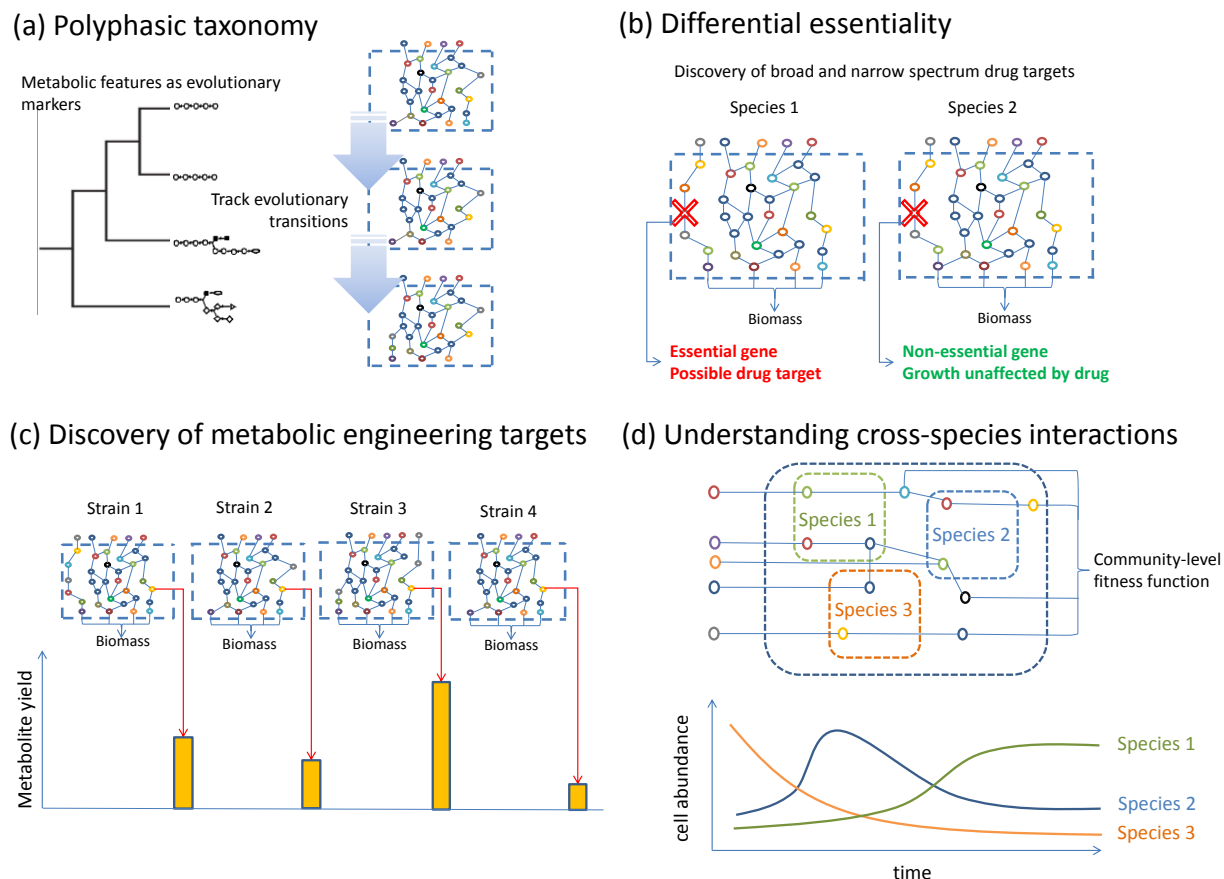 (a) Polyphasic taxonomy
Metabolic features as evolutionary
markers
Track evolutionary
transitions
(b) Differential essentiality
Discovery of broad and narrow spectrum drug targets
Species 1
Species 2
Biomass
Biomass
Essential gene
Possible drug target
Non-essential gene
Growth unaffected by drug
(c) Discovery of metabolic engineering targets
Strain 1
Strain 2
Strain 3
Strain 4
Biomass
Biomass
Biomass
Biomass
Metabolite yield
(d) Understanding cross-species interactions
Species 1
Species 2
Species 3
Community-level
fitness function
cell abundance
Species 1
Species 2
Species 3
time